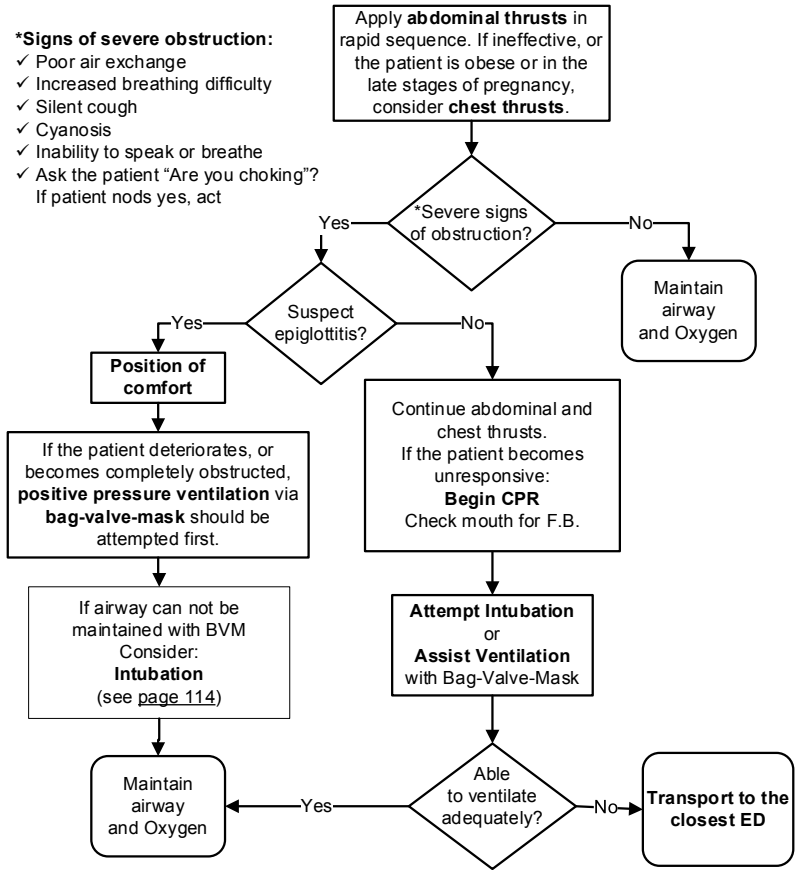 *Signs of severe obstruction:
✓ Poor air exchange
✓ Increased breathing difficulty
✓ Silent cough
✓ Cyanosis
✓ Inability to speak or breathe
✓ Ask the patient “Are you choking”?
If patient nods yes, act
Apply abdominal thrusts in
rapid sequence. If ineffective, or
the patient is obese or in the
late stages of pregnancy,
consider chest thrusts.
*Severe signs
of obstruction?
Yes
No
Maintain
airway
and Oxygen
Suspect
epiglottitis?
Yes
No
Position of
comfort
If the patient deteriorates, or
becomes completely obstructed,
positive pressure ventilation via
bag-valve-mask should be
attempted first.
If airway can not be
maintained with BVM
Consider:
Intubation
(see page 114)
Continue abdominal and
chest thrusts.
If the patient becomes
unresponsive:
Begin CPR
Check mouth for F.B.
Attempt Intubation
or
Assist Ventilation
with Bag-Valve-Mask
Able
to ventilate
adequately?
Yes
No
Maintain
airway
and Oxygen
Transport to the
closest ED